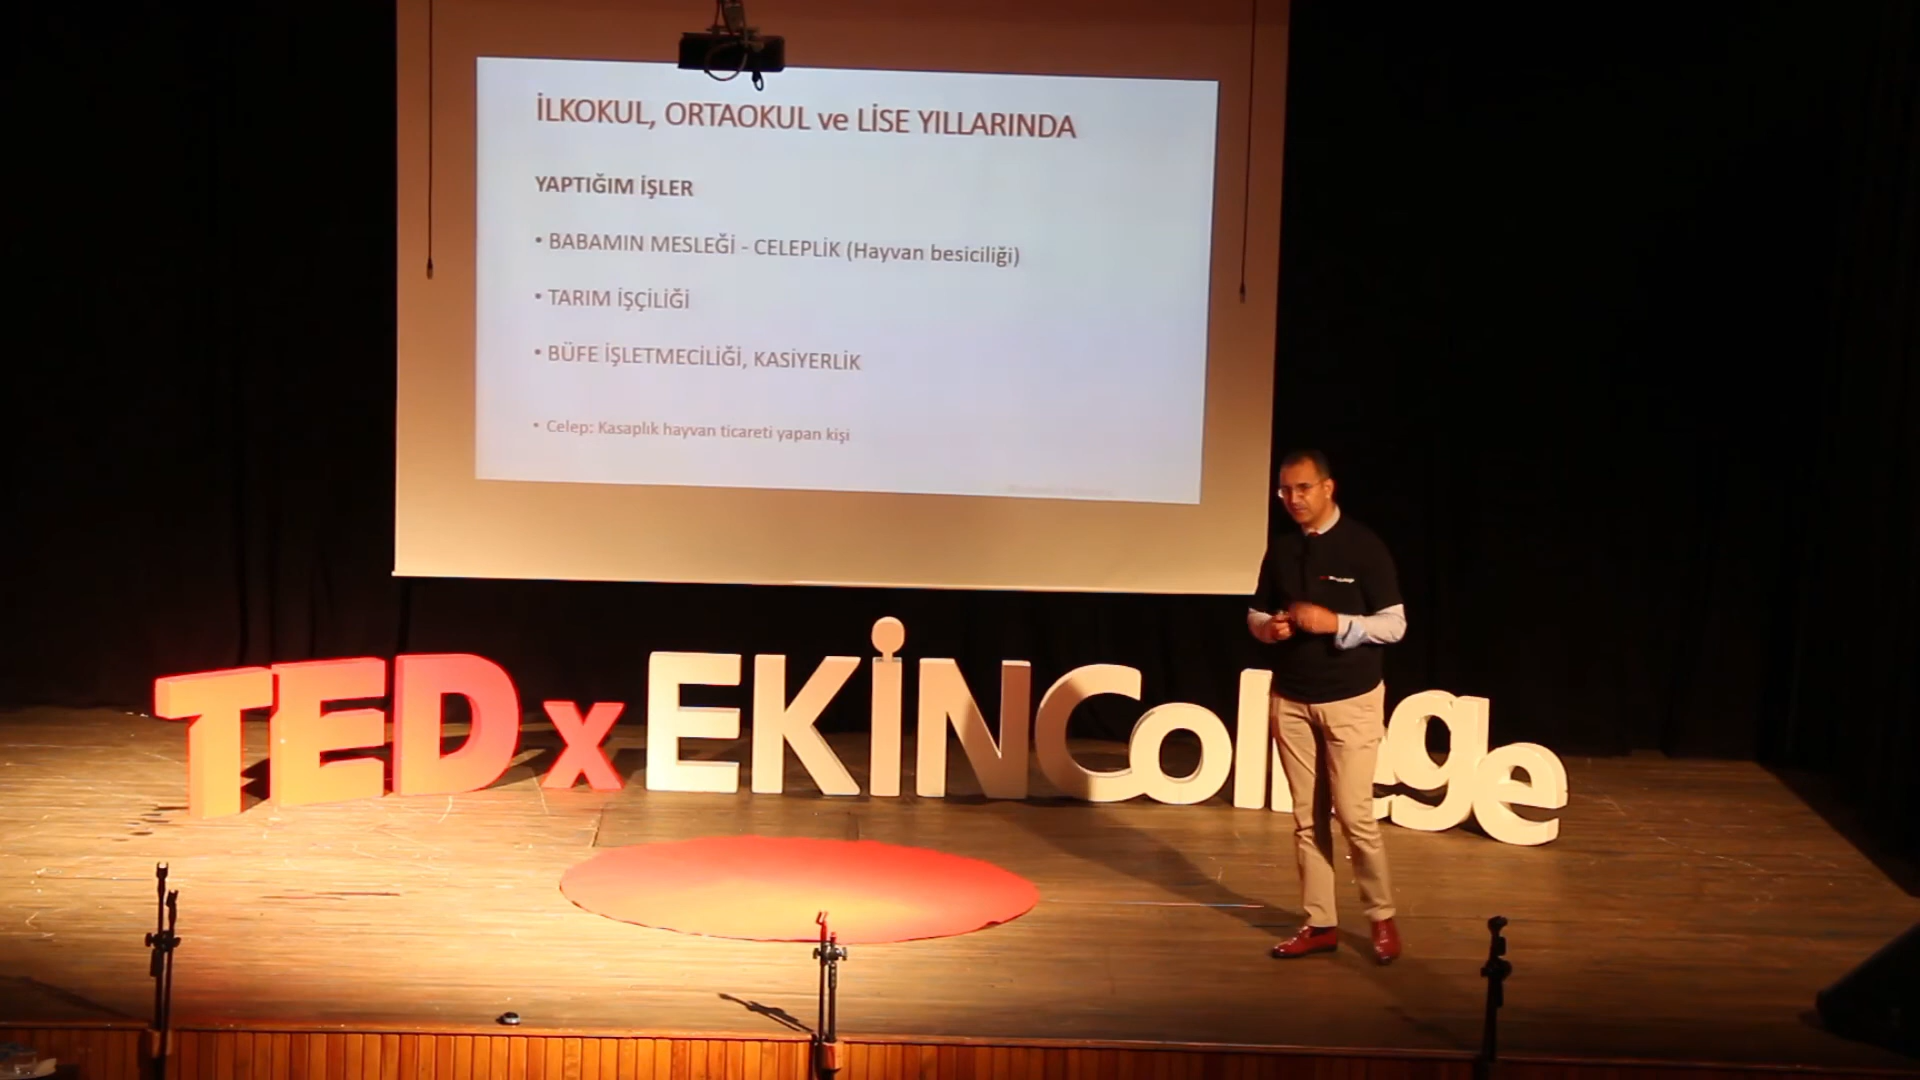 İLKOKUL, ORTAOKUL ve LİSE YILLARINDA
YAPTIĞIM İŞLER
• BABAMIN MESLEĞİ - CELEPLİK (Hayvan besiciliği)
• TARIM İŞÇİLİĞİ
• BÜFE İŞLETMECİLİĞİ, KASİYERLİK
• Celep: Kasaplık hayvan ticareti yapan kişi
TEDx EKİNCollege